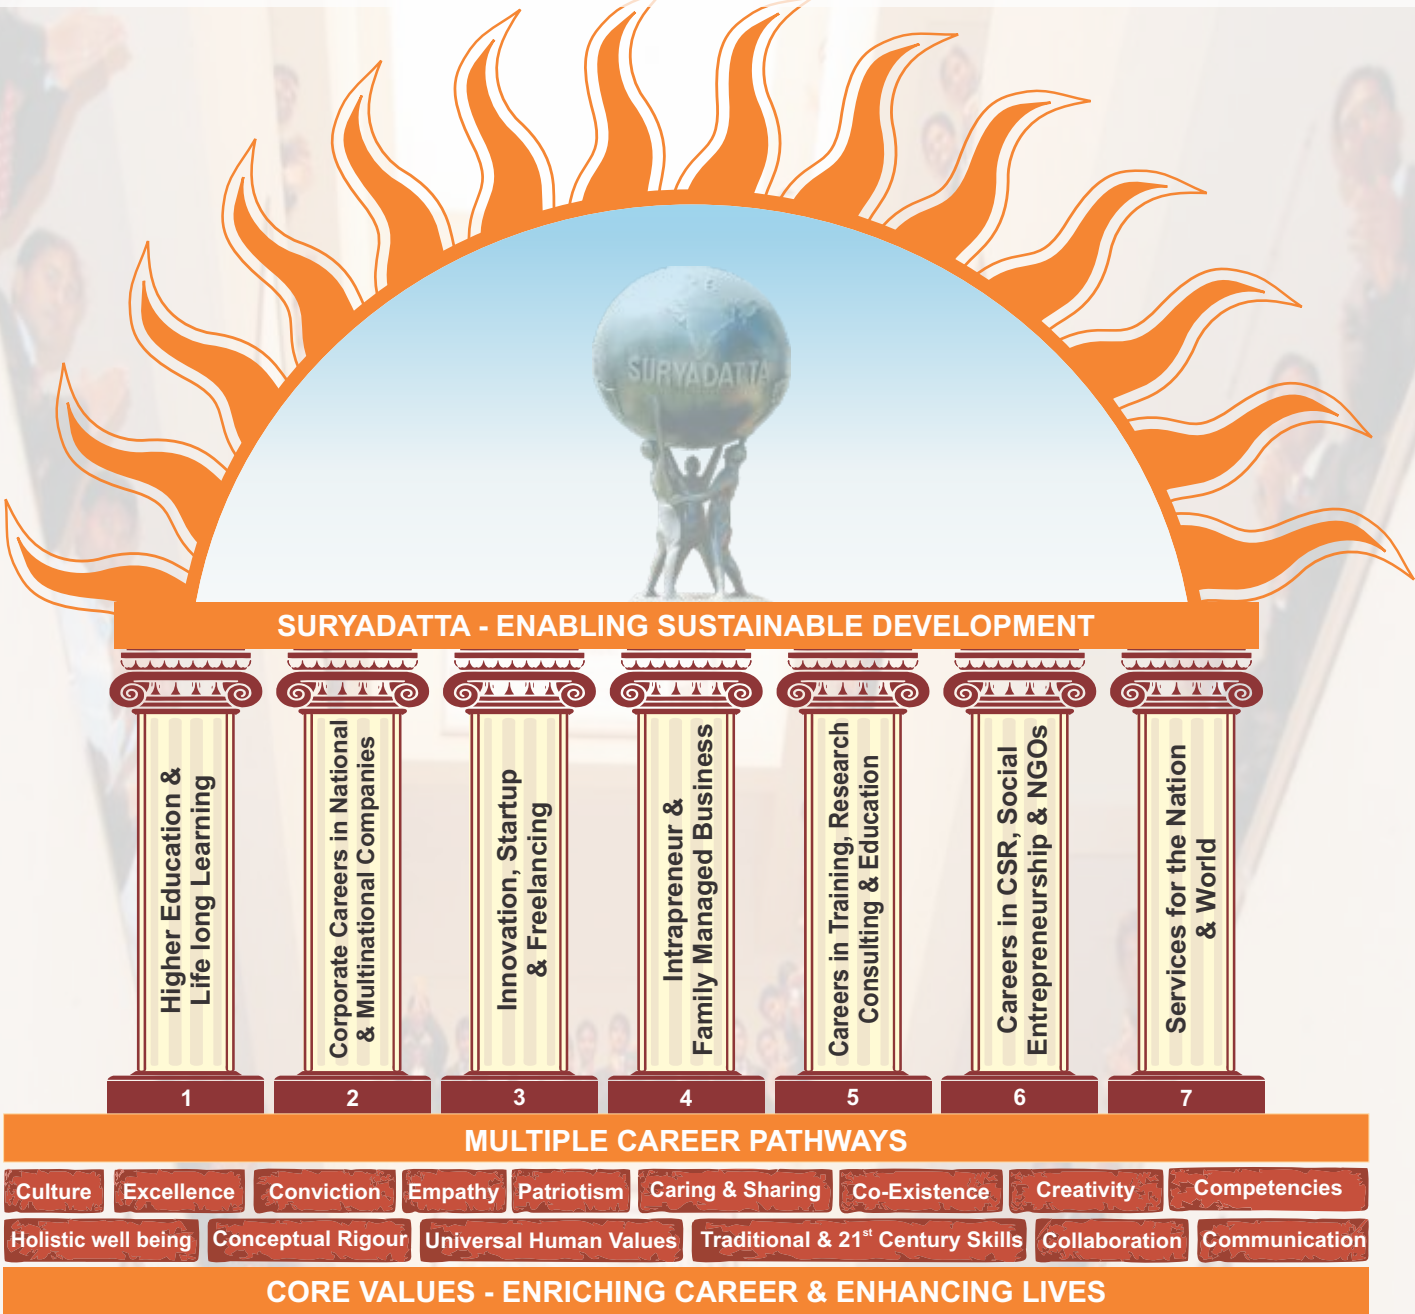 SURYADATTA
SURYADATTA - ENABLING SUSTAINABLE DEVELOPMENT
Higher Education &
Life long Learning
Corporate Careers in National
& Multinational Companies
Innovation, Startup
& Freelancing
Intrapreneur &
Family Managed Business
Careers in Training, Research
Consulting & Education
Careers in CSR, Social
Entrepreneurship & NGOs
Services for the Nation
& World
1 2 3 4 5 6 7
MULTIPLE CAREER PATHWAYS
Culture Excellence Conviction Empathy Patriotism Caring & Sharing Co-Existence Creativity Competencies
Holistic well being Conceptual Rigour Universal Human Values Traditional & 21st Century Skills Collaboration Communication
CORE VALUES - ENRICHING CAREER & ENHANCING LIVES